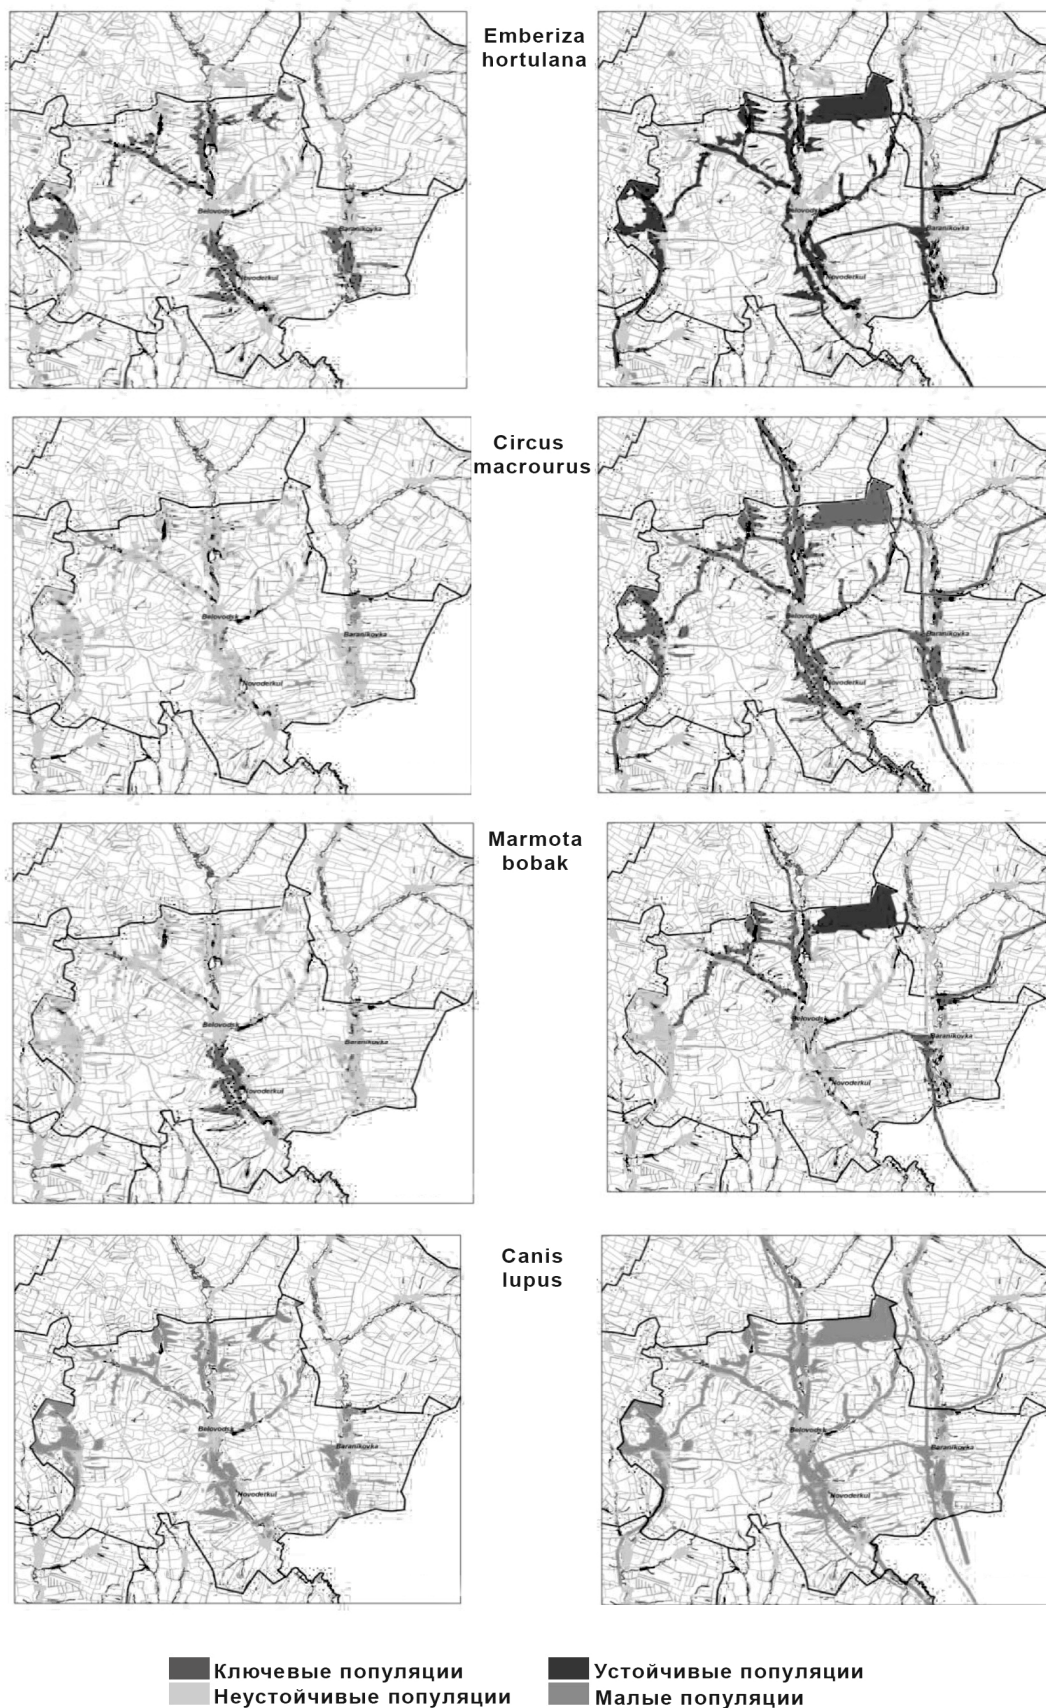 Emberiza
hortulana
Belovodsk
Baranikovka
Novoderkul
Belovodsk
Baranikovka
Novoderkul
Circus
macrourus
Belovodsk
Baranikovka
Novoderkul
Belovodsk
Baranikovka
Novoderkul
Marmota
bobak
Belovodsk
Baranikovka
Novoderkul
Belovodsk
Baranikovka
Novoderkul
Canis
lupus
Belovodsk
Baranikovka
Novoderkul
Belovodsk
Baranikovka
Novoderkul
Ключевые популяции
Устойчивые популяции
Неустойчивые популяции
Малые популяции